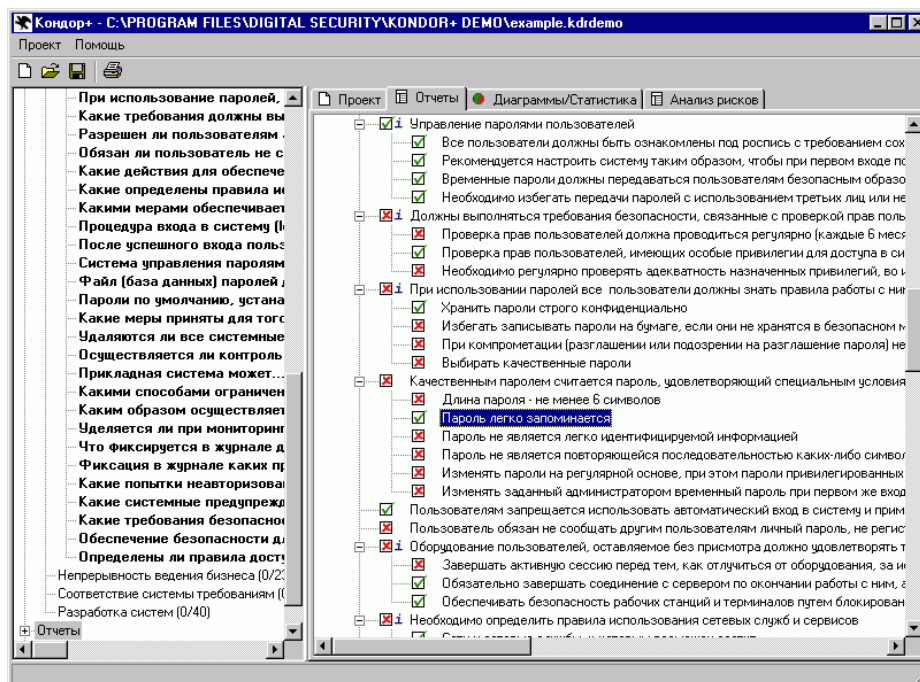 Кондор+ - C:\PROGRAM FILES\DIGITAL SECURITY\KONDOR+ DEMO\example.kdrdemo
Проект Помощь
При использование паролей,
Какие требования должны вы
Разрешен ли пользователям
Обязан ли пользователь не с
Какие действия для обеспече
Какие определены правила ис
Какими мерами обеспечивает
Процедура входа в систему (l
После успешного входа польз
Система управления паролям
Файл (база данных) паролей
Пароли по умолчанию, устана
Какие меры приняты для того
Удаляются ли все системные
Осуществляется ли контроль
Прикладная система может...
Какими способами ограничен
Каким образом осуществляет
Уделяется ли при мониторинг
Что фиксируется в журнале д
Фиксация в журнале каких пр
Какие попытки неавторизова
Какие системные предупрежд
Какие требования безопасно
Обеспечение безопасности д
Определены ли правила дост
Непрерывность ведения бизнеса (0/23
Соответствие системы требованиям (0
Разработка систем (0/40)
Отчеты
Проект Отчеты Диаграммы/Статистика Анализ рисков
Управление паролями пользователей
Все пользователи должны быть ознакомлены под роспись с требованием сох
Рекомендуется настроить систему таким образом, чтобы при первом входе по
Временные пароли должны передаваться пользователям безопасным образо
Необходимо избегать передачи паролей с использованием третьих лиц или не
Должны выполняться требования безопасности, связанные с проверкой прав поль
Проверка прав пользователей должна проводиться регулярно (каждые 6 меся
Проверка прав пользователей, имеющих особые привилегии для доступа в си
Необходимо регулярно проверять адекватность назначенных привилегий, во и
При использовании паролей все пользователи должны знать правила работы с ни
Хранить пароли строго конфиденциально
Избегать записывать пароли на бумаге, если они не хранятся в безопасном м
При компрометации (разглашении или подозрении на разглашение пароля) не
Выбирать качественные пароли
Качественным паролем считается пароль, удовлетворяющий специальным условия
Длина пароля - не менее 6 символов
Пароль легко запоминается
Пароль не является легко идентифицируемой информацией
Пароль не является повторяющейся последовательностью каких-либо символ
Изменять пароли на регулярной основе, при этом пароли привилегированных
Изменять заданный администратором временный пароль при первом же вход
Пользователям запрещается использовать автоматический вход в систему и прим
Пользователь обязан не сообщать другим пользователям личный пароль, не регист
Оборудование пользователей, оставляемое без присмотра должно удовлетворять т
Завершать активную сессию перед тем, как отлучиться от оборудования, за ис
Обязательно завершать соединение с сервером по окончании работы с ним, а
Обеспечивать безопасность рабочих станций и терминалов путем блокирован
Необходимо определить правила использования сетевых служб и сервисов